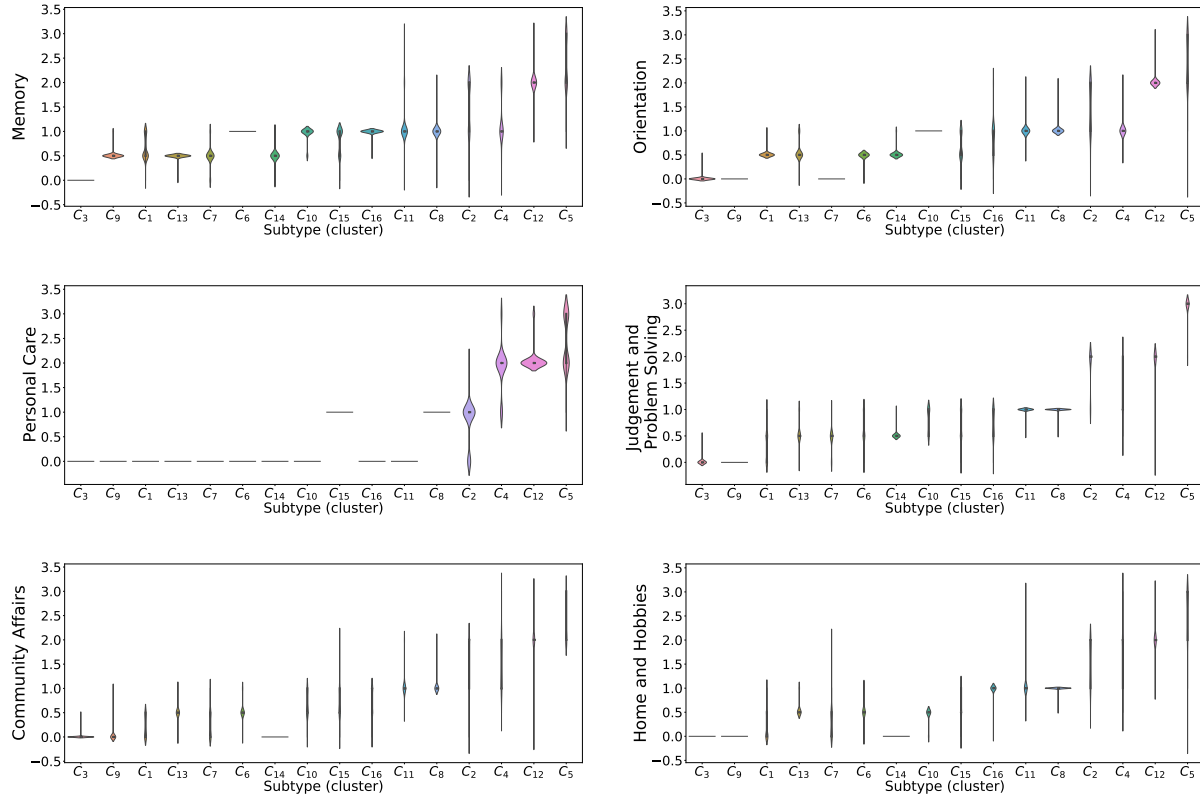 Memory
3.5
3.0
2.5
2.0
1.5
1.0
0.5
0.0
−0.5
C3 C9 C1 C13 C7 C6 C14 C10 C15 C16 C11 C8 C2 C4 C12 C5
Subtype (cluster)
Orientation
3.5
3.0
2.5
2.0
1.5
1.0
0.5
0.0
−0.5
C3 C9 C1 C13 C7 C6 C14 C10 C15 C16 C11 C8 C2 C4 C12 C5
Subtype (cluster)
Personal Care
3.5
3.0
2.5
2.0
1.5
1.0
0.5
0.0
C3 C9 C1 C13 C7 C6 C14 C10 C15 C16 C11 C8 C2 C4 C12 C5
Subtype (cluster)
Judgement and
Problem Solving
3.0
2.5
2.0
1.5
1.0
0.5
0.0
C3 C9 C1 C13 C7 C6 C14 C10 C15 C16 C11 C8 C2 C4 C12 C5
Subtype (cluster)
Community Affairs
3.5
3.0
2.5
2.0
1.5
1.0
0.5
0.0
−0.5
C3 C9 C1 C13 C7 C6 C14 C10 C15 C16 C11 C8 C2 C4 C12 C5
Subtype (cluster)
Home and Hobbies
3.5
3.0
2.5
2.0
1.5
1.0
0.5
0.0
−0.5
C3 C9 C1 C13 C7 C6 C14 C10 C15 C16 C11 C8 C2 C4 C12 C5
Subtype (cluster)